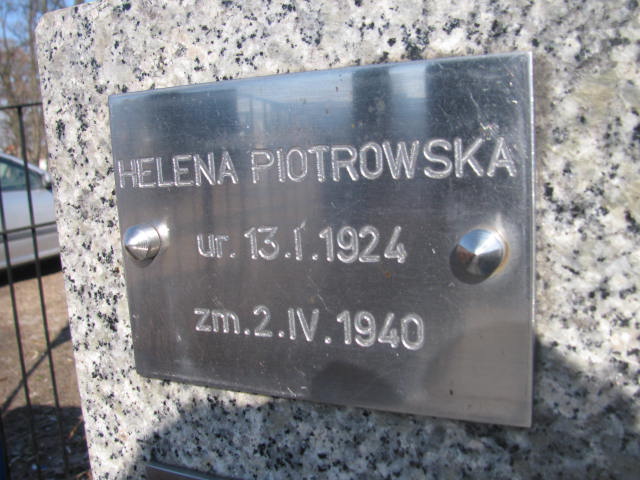 HELENA PIOTROWSKA
ur. 13.I.1924
zm. 2.IV.1940